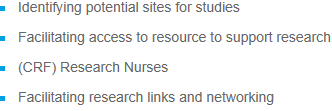 Identifying potential sites for studies
Facilitating access to resource to support research
(CRF) Research Nurses
Facilitating research links and networking